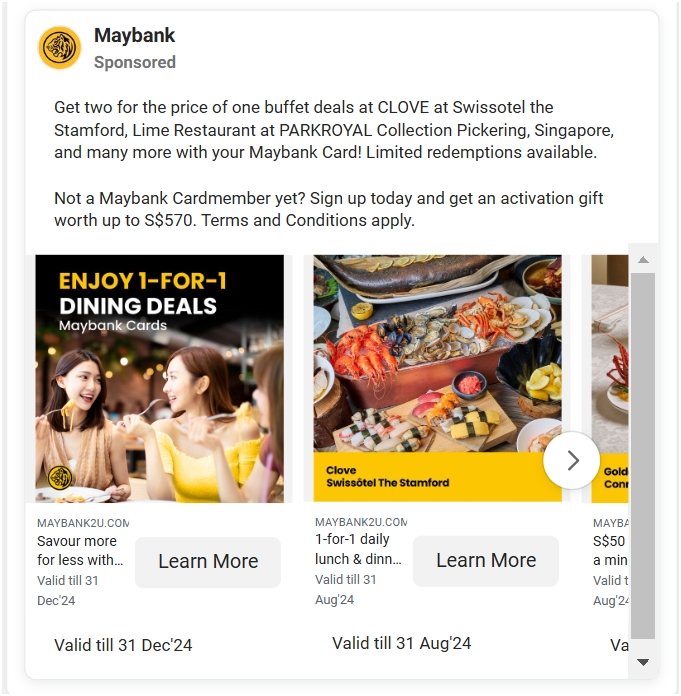 Maybank
Sponsored
Get two for the price of one buffet deals at CLOVE at Swissotel the
Stamford, Lime Restaurant at PARKROYAL Collection Pickering, Singapore,
and many more with your Maybank Card! Limited redemptions available.
Not a Maybank Cardmember yet? Sign up today and get an activation gift
worth up to S$570. Terms and Conditions apply.
ENJOY 1-FOR-1
DINING DEALS
Maybank Cards
MAYBANK2U.COM
Savour more
for less with...
Valid till 31
Dec'24
Learn More
Valid till 31 Dec'24
Clove
Swissôtel The Stamford
MAYBANK2U.COM
1-for-1 daily
lunch & dinn...
Valid till 31
Aug'24
Learn More
Valid till 31 Aug'24
Gold
Conr
MAYBA
S$50
a min
Valid t
Aug'24
Va